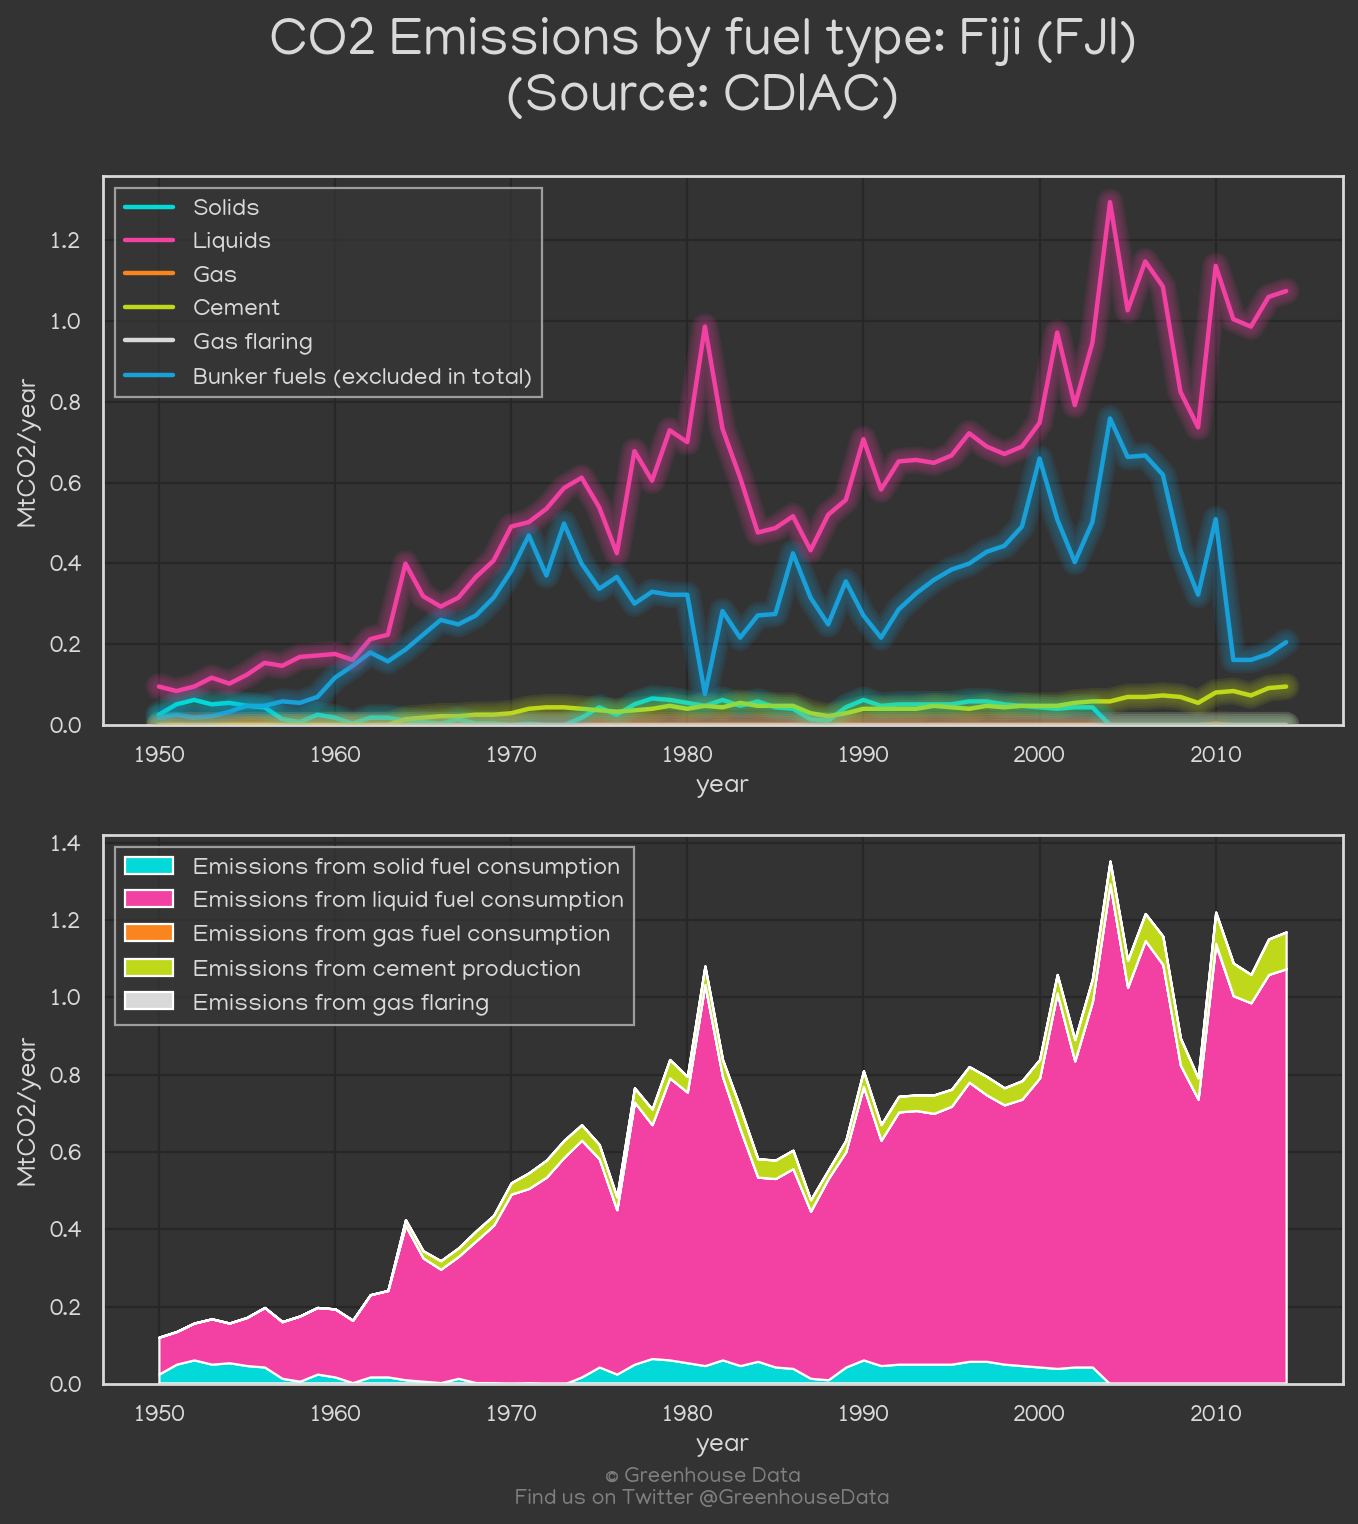 CO2 Emissions by fuel type: Fiji (FJI)
(Source: CDIAC)
Solids
Liquids
Gas
Cement
Gas flaring
Bunker fuels (excluded in total)
MtCO2/year
1.2
1.0
0.8
0.6
0.4
0.2
0.0
1950 1960 1970 1980 1990 2000 2010
year
Emissions from solid fuel consumption
Emissions from liquid fuel consumption
Emissions from gas fuel consumption
Emissions from cement production
Emissions from gas flaring
MtCO2/year
1.4
1.2
1.0
0.8
0.6
0.4
0.2
0.0
1950 1960 1970 1980 1990 2000 2010
year
© Greenhouse Data
Find us on Twitter @GreenhouseData